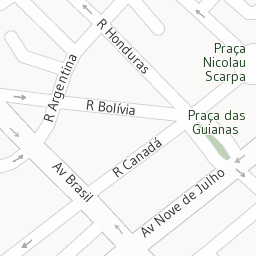 R Honduras
Praça
Nicolau
Scarpa
R Argentina
R Bolívia
Praça das
Guianas
R Canadá
Av Brasil
Av Nove de Julho